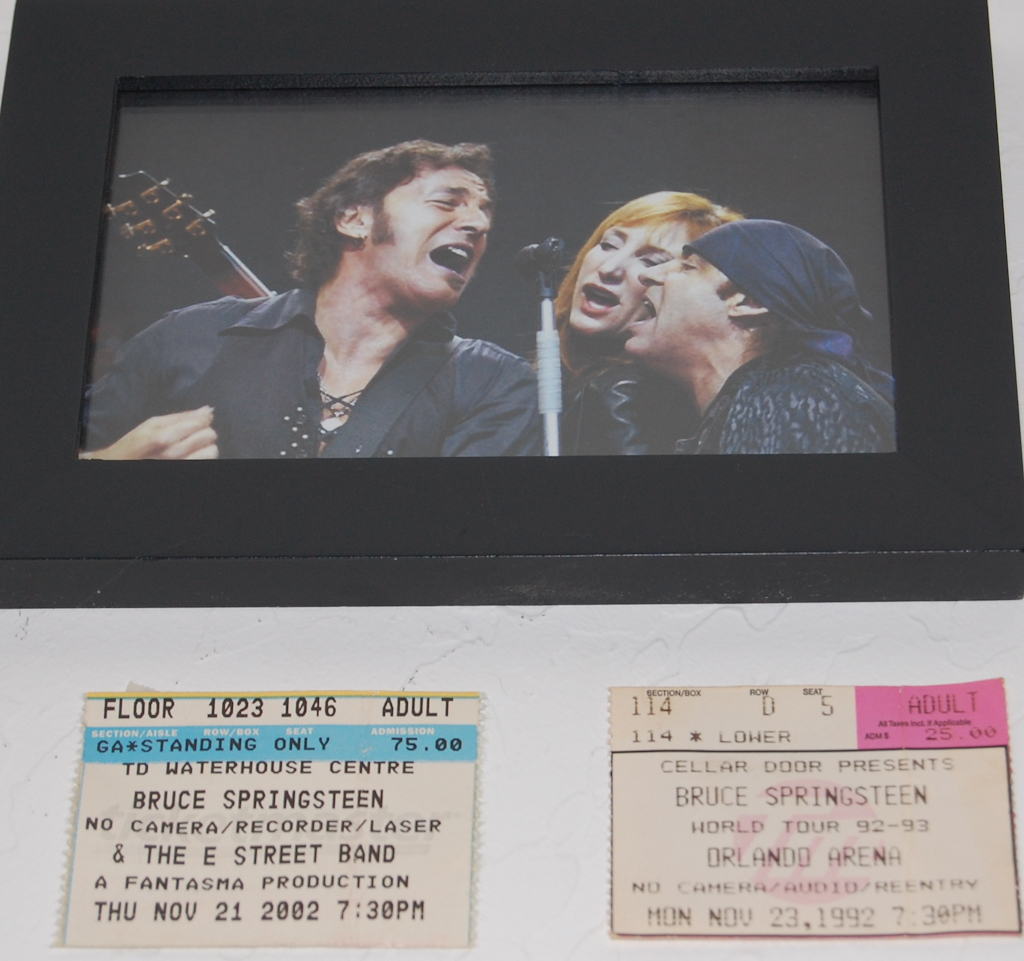 FLOOR 1023 1046 ADULT
SECTION/AISLE ROW/BOX SEAT ADMISSION
GA*STANDING ONLY 75.00
TD WATERHOUSE CENTRE
BRUCE SPRINGSTEEN
NO CAMERA/RECORDER/LASER
& THE E STREET BAND
A FANTASMA PRODUCTION
THU NOV 21 2002 7:30PM
SECTION/BOX ROW SEAT
114 D 5 ADULT
All Taxes Incl. If Applicable
114 * LOWER ADM $ 25.00
CELLAR DOOR PRESENTS
BRUCE SPRINGSTEEN
WORLD TOUR 92-93
ORLANDO ARENA
NO CAMERA/AUDIO/REENTRY
MON NOV 23,1992 7:30PM